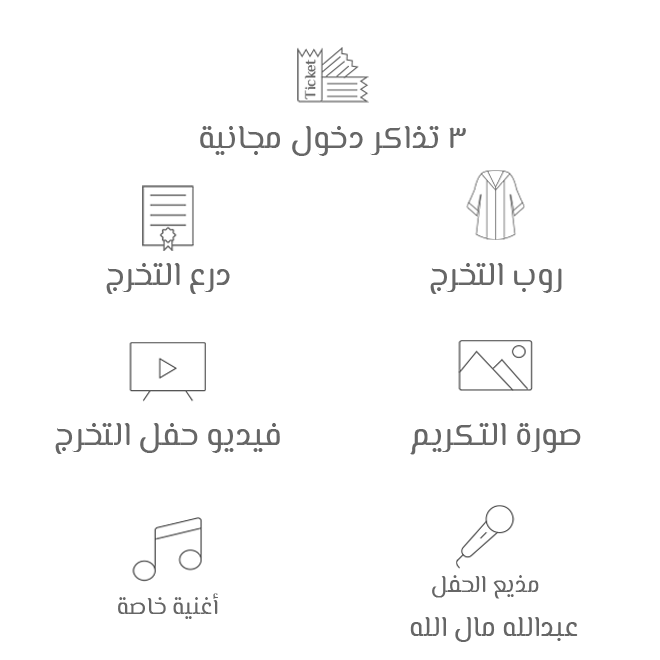 Ticket
٣ تذاكر دخول مجانية
روب التخرج
درع التخرج
صورة التكريم
فيديو حفل التخرج
مذيع الحفل
عبدالله مال الله
أغنية خاصة